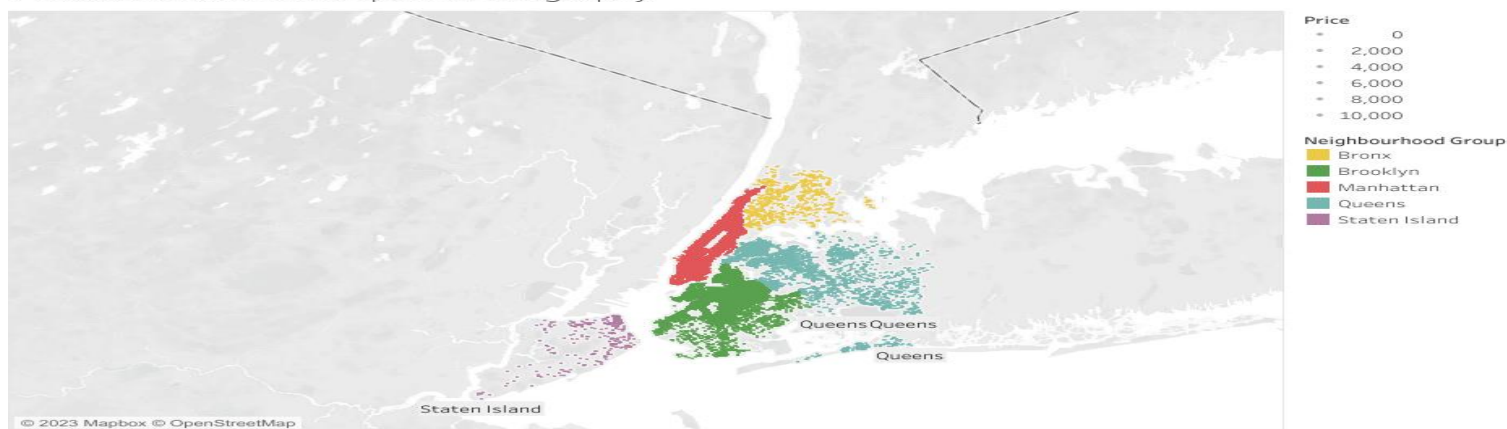 Price
0
2,000
4,000
6,000
8,000
10,000
Neighbourhood Group
Bronx
Brooklyn
Manhattan
Queens
Staten Island
Queens Queens
Queens
Staten Island
© 2023 Mapbox © OpenStreetMap